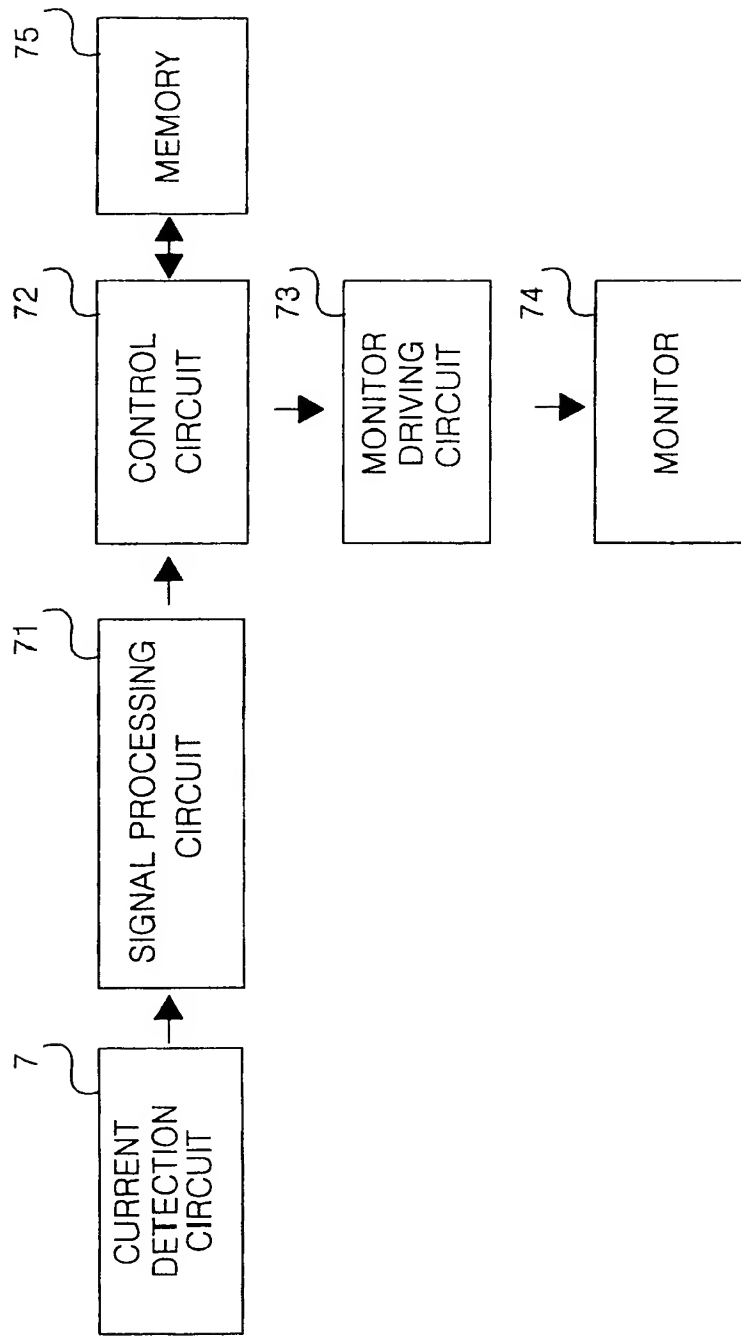 7
CURRENT
DETECTION
CIRCUIT
71
SIGNAL PROCESSING
CIRCUIT
72
CONTROL
CIRCUIT
75
MEMORY
73
MONITOR
DRIVING
CIRCUIT
74
MONITOR